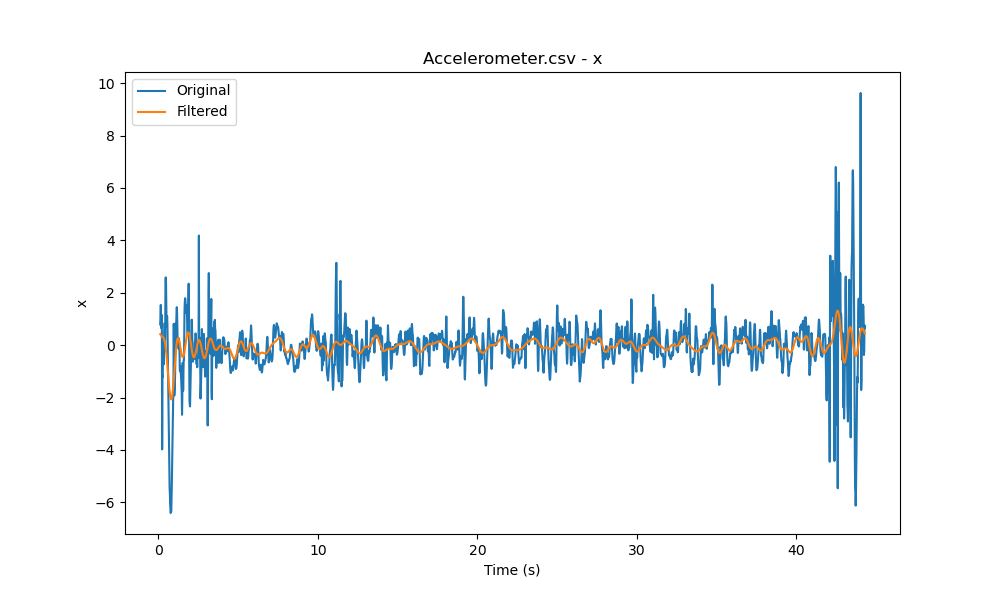 Accelerometer.csv - x
Original
Filtered
10
8
6
4
2
0
−2
−4
−6
x
0
10
20
30
40
Time (s)